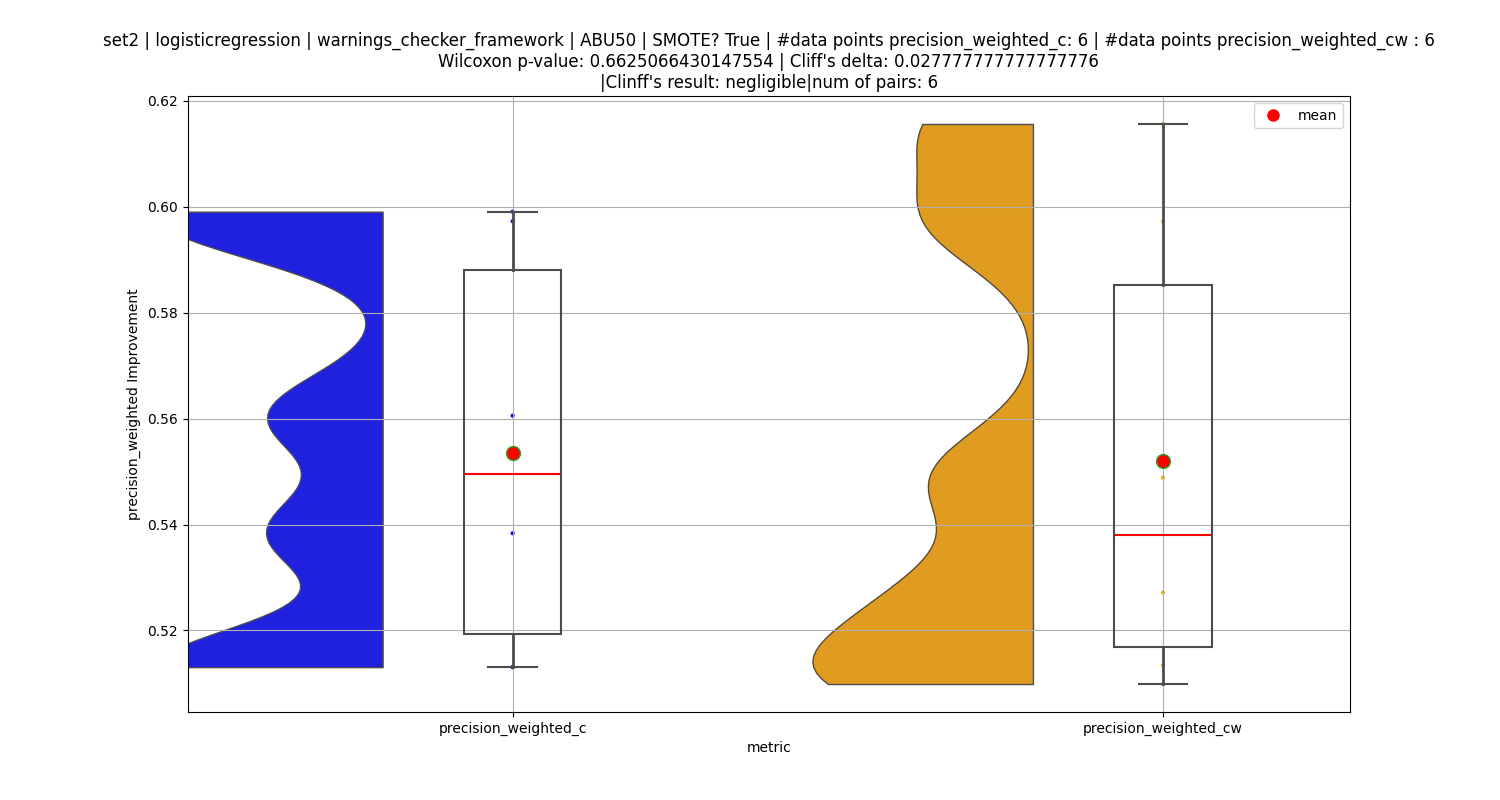 set2 | logisticregression | warnings_checker_framework | ABU50 | SMOTE? True | #data points precision_weighted_c: 6 | #data points precision_weighted_cw : 6
Wilcoxon p-value: 0.6625066430147554 | Cliff's delta: 0.027777777777777776
|Clinff's result: negligible|num of pairs: 6
mean
0.62
0.60
0.58
0.56
0.54
0.52
precision_weighted Improvement
precision_weighted_c
precision_weighted_cw
metric